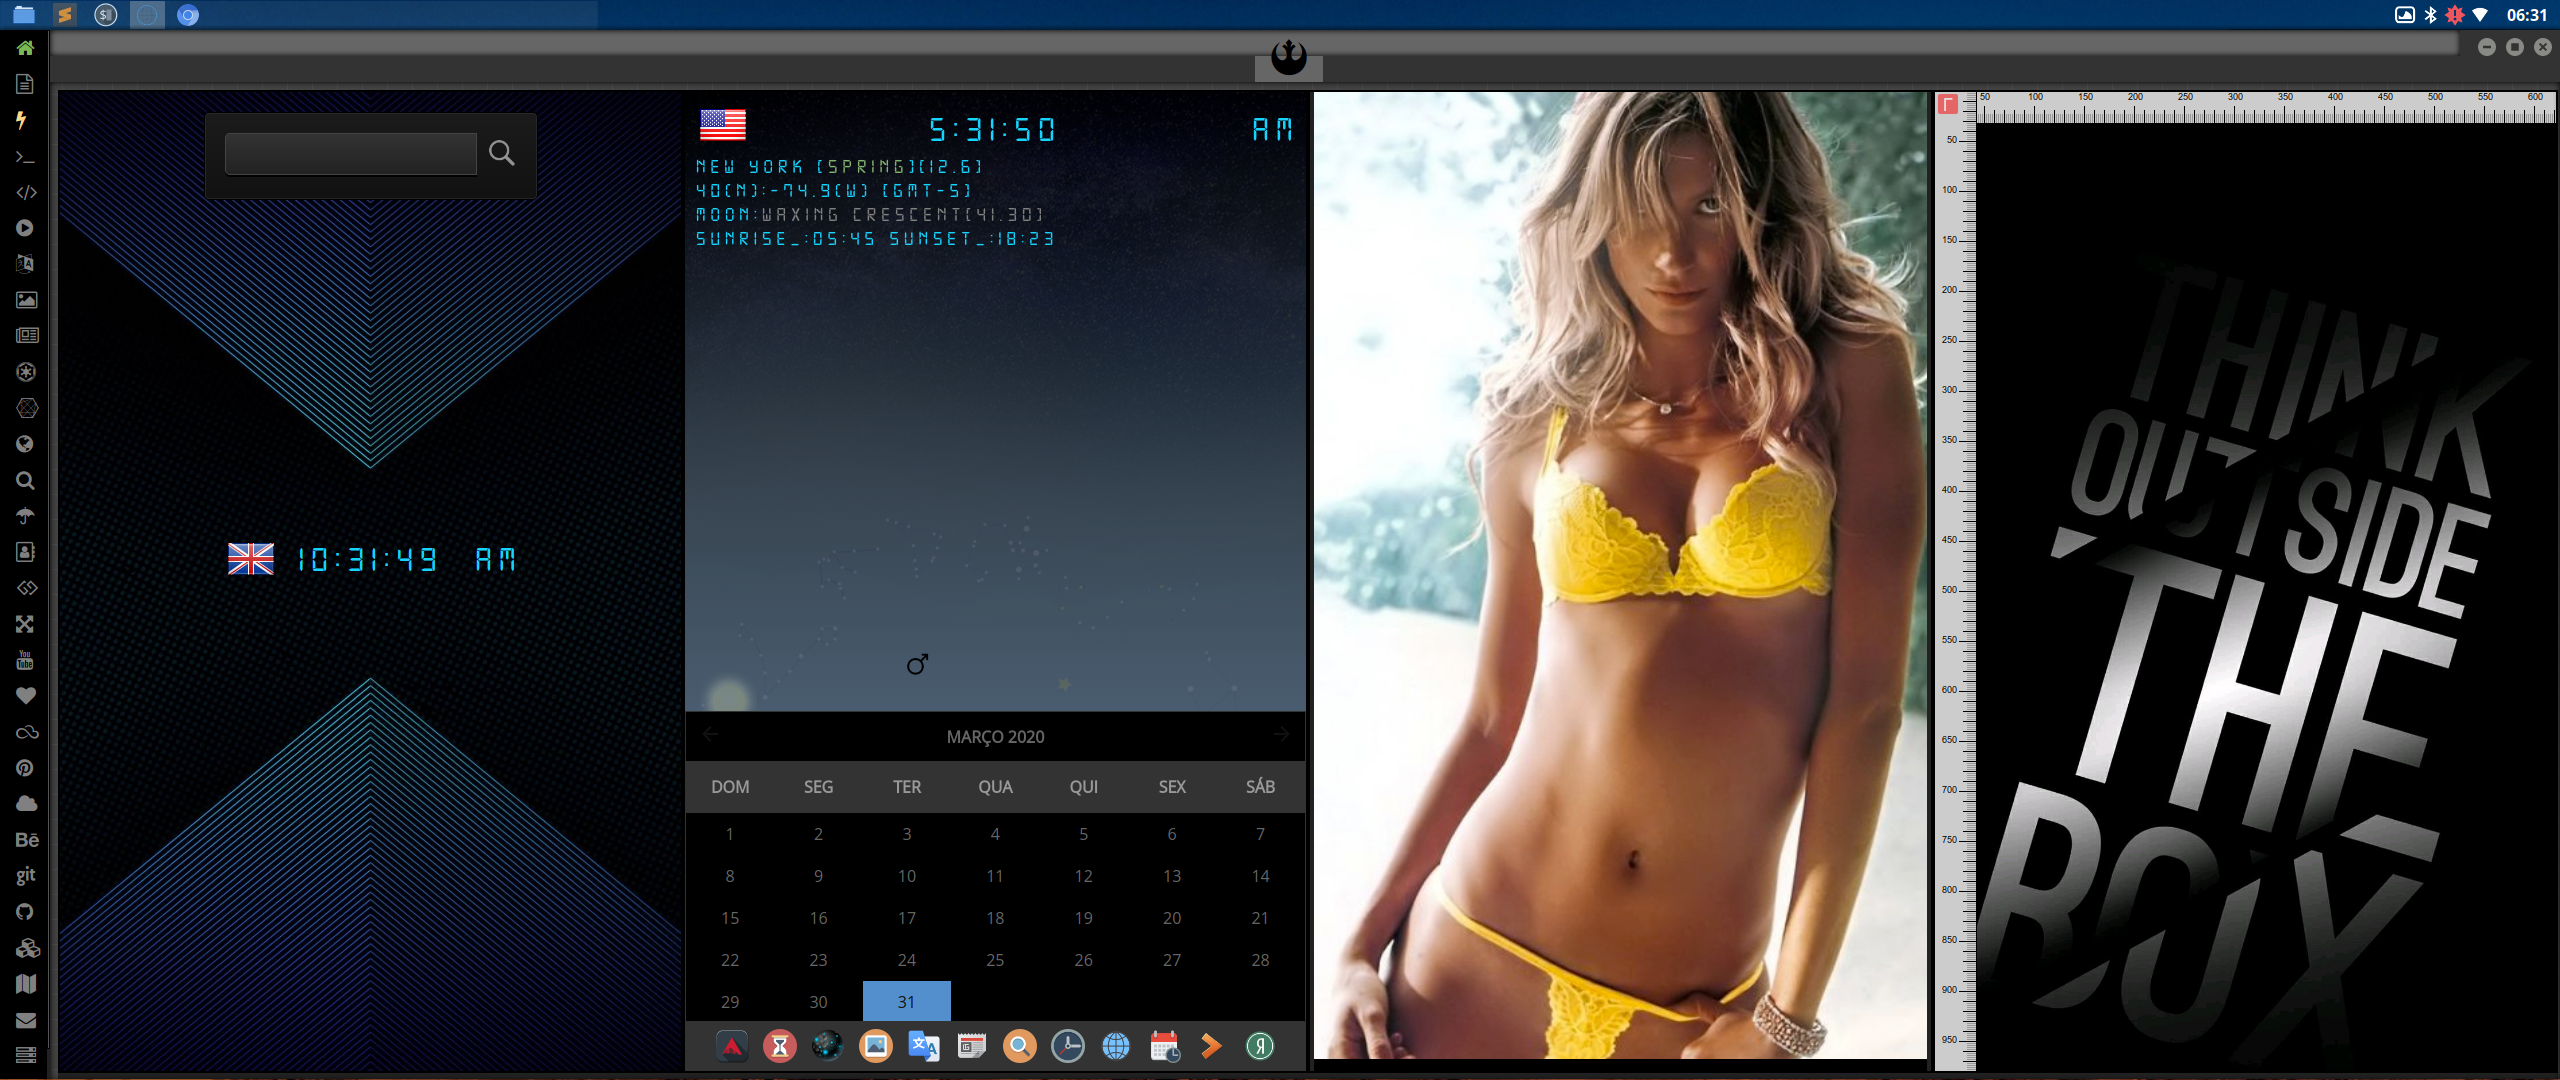 06:31
You
Tube
Bē
git
10:31:49 AM
5:31:50 AM
NEW YORK [SPRING][12.6]
40(N):-74.9(W) [GMT-5]
MOON:WAXING CRESCENT[41.30]
SUNRISE_:05:45 SUNSET_:18:23
MARÇO 2020
DOM SEG TER QUA QUI SEX SÁB
1 2 3 4 5 6 7
8 9 10 11 12 13 14
15 16 17 18 19 20 21
22 23 24 25 26 27 28
29 30 31
50 100 150 200 250 300 350 400 450 500 550 600
50
100
150
200
250
300
350
400
450
500
550
600
650
700
750
800
850
900
950
THINK
OUTSIDE
THE
BOX